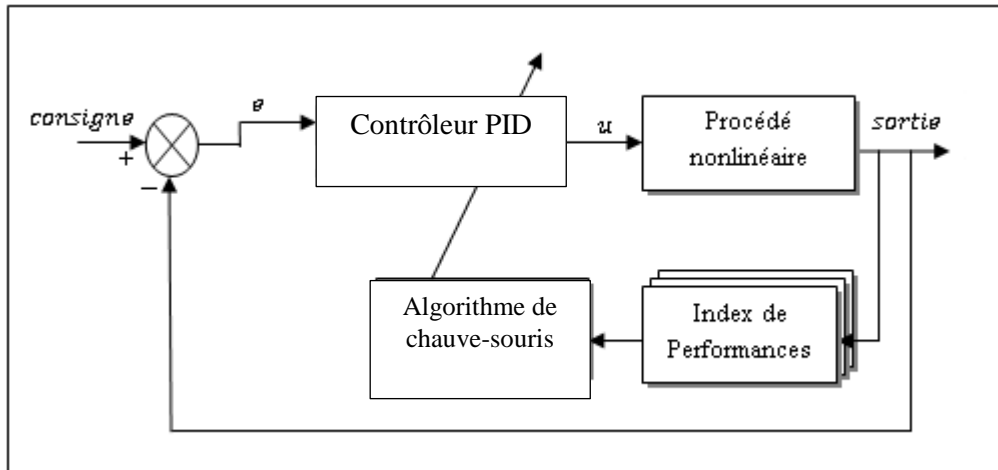 consigne
+
−
e
Contrôleur PID
u
Procédé
nonlinéaire
sortie
Algorithme de
chauve-souris
Index de
Performances